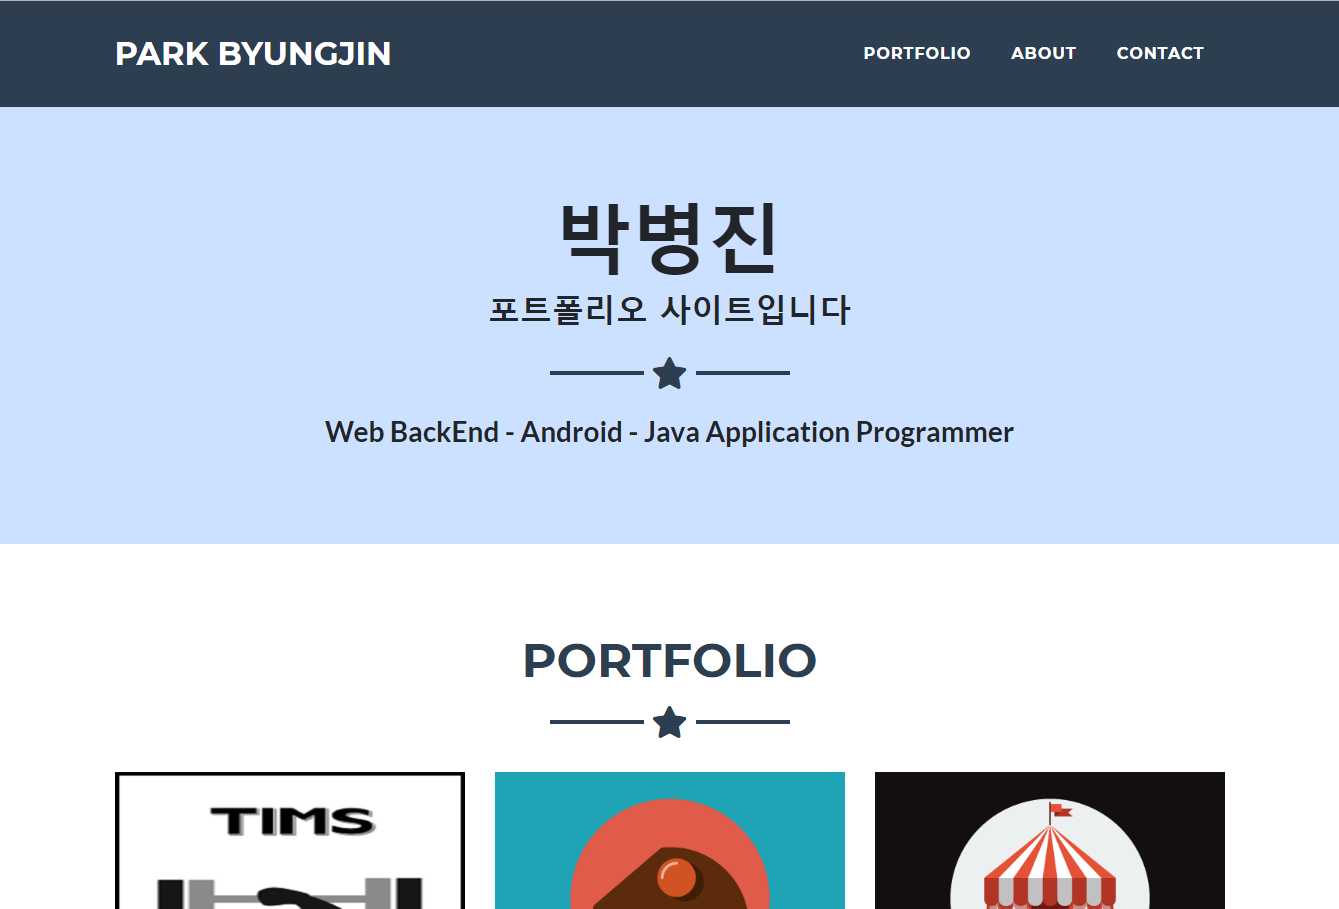 PARK BYUNGJIN
PORTFOLIO ABOUT CONTACT
박병진
포트폴리오 사이트입니다
Web BackEnd - Android - Java Application Programmer
PORTFOLIO
TIMS